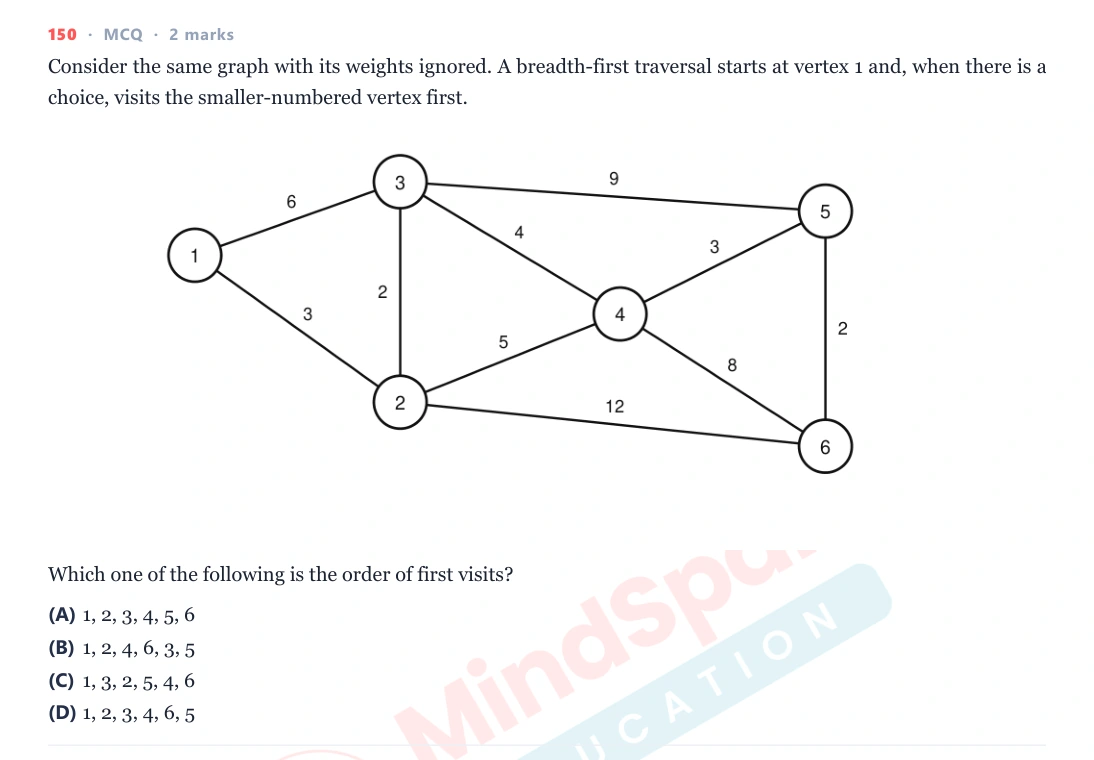 150 · MCQ · 2 marks
Consider the same graph with its weights ignored. A breadth-first traversal starts at vertex 1 and, when there is a
choice, visits the smaller-numbered vertex first.
3
9
6
5
4
3
1
2
3
4
2
5
8
2
12
6
Which one of the following is the order of first visits?
(A) 1, 2, 3, 4, 5, 6
(B) 1, 2, 4, 6, 3, 5
(C) 1, 3, 2, 5, 4, 6
(D) 1, 2, 3, 4, 6, 5
MindSpu
UCATION